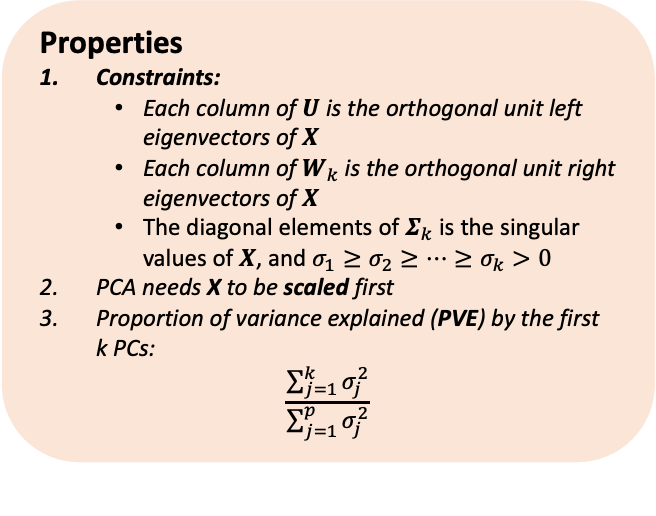 Properties
1. Constraints:
• Each column of U is the orthogonal unit left
eigenvectors of X
• Each column of W_k is the orthogonal unit right
eigenvectors of X
• The diagonal elements of Σ_k is the singular
values of X, and σ₁ ≥ σ₂ ≥ ⋯ ≥ σ_k > 0
2. PCA needs X to be scaled first
3. Proportion of variance explained (PVE) by the first
k PCs:
∑_{j=1}^{k} σ_j^2
∑_{j=1}^{p} σ_j^2